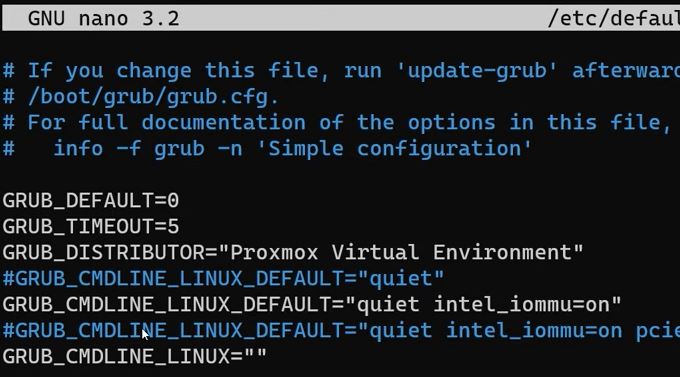 GNU nano 3.2 /etc/defaul
# If you change this file, run 'update-grub' afterward
# /boot/grub/grub.cfg.
# For full documentation of the options in this file,
#   info -f grub -n 'Simple configuration'
GRUB_DEFAULT=0
GRUB_TIMEOUT=5
GRUB_DISTRIBUTOR="Proxmox Virtual Environment"
#GRUB_CMDLINE_LINUX_DEFAULT="quiet"
GRUB_CMDLINE_LINUX_DEFAULT="quiet intel_iommu=on"
#GRUB_CMDLINE_LINUX_DEFAULT="quiet intel_iommu=on pcie
GRUB_CMDLINE_LINUX=""